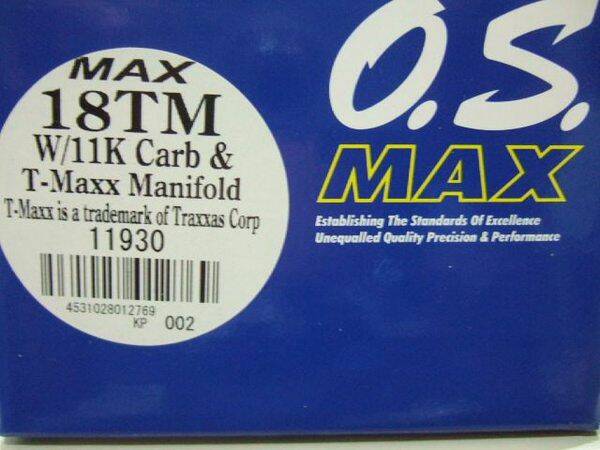 MAX
18TM
W/11K Carb &
T-Maxx Manifold
T-Maxx is a trademark of Traxxas Corp
11930
4531028012769
KP 002
O.S.
MAX
Establishing The Standards Of Excellence
Unequalled Quality Precision & Performance